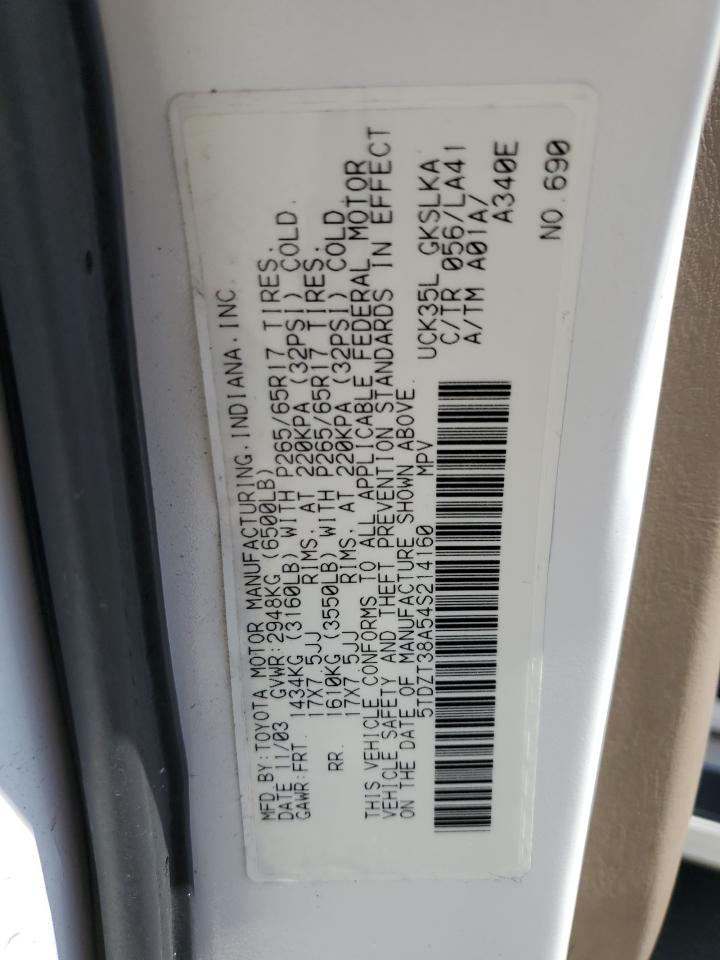 MFD.BY:TOYOTA MOTOR MANUFACTURING.INDIANA.INC.
DATE 11/03 GVWR:2948KG (6500LB)
GAWR:FRT. 1434KG (3160LB) WITH P265/65R17 TIRES.
17X7.5JJ RIMS. AT 220KPA (32PSI) COLD.
RR. 1610KG (3550LB) WITH P265/65R17 TIRES.
17X7.5JJ RIMS. AT 220KPA (32PSI) COLD.
THIS VEHICLE CONFORMS TO ALL APPLICABLE FEDERAL MOTOR
VEHICLE SAFETY AND THEFT PREVENTION STANDARDS IN EFFECT
ON THE DATE OF MANUFACTURE SHOWN ABOVE.
5TDZT38A54S214160 MPV
UCK35L GKSLKA
C/TR 056/LA41
A/TM A01A/
A340E
NO.690